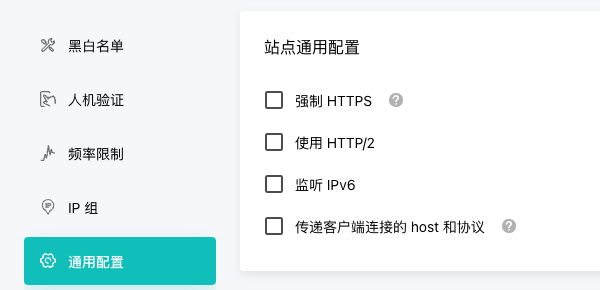 黑白名单
人机验证
频率限制
IP 组
通用配置
站点通用配置
强制 HTTPS
使用 HTTP/2
监听 IPv6
传递客户端连接的 host 和协议